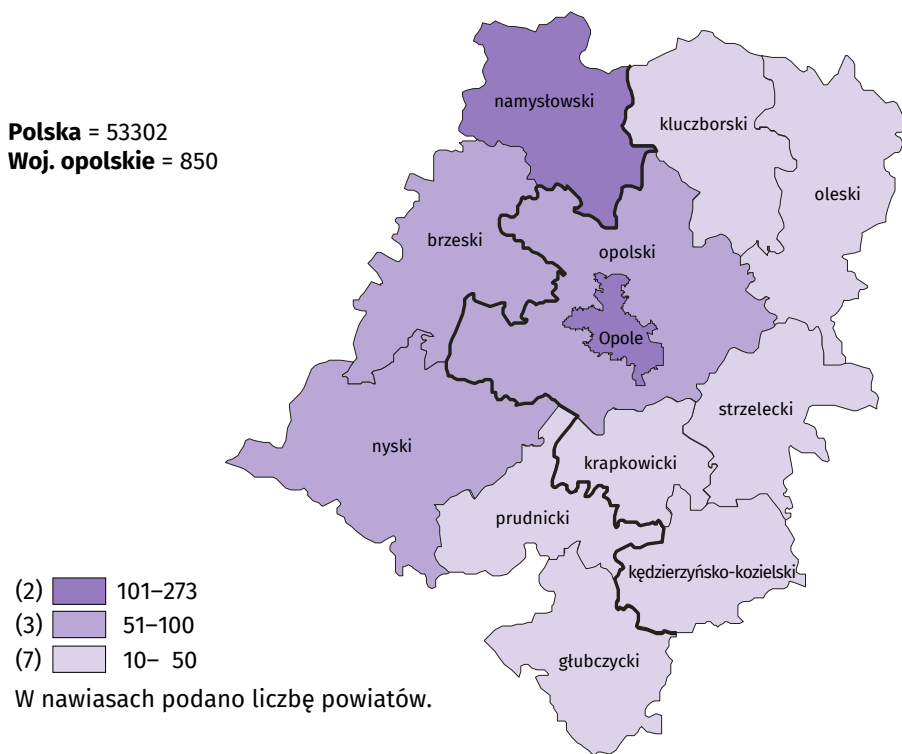 Polska = 53302
Woj. opolskie = 850
namysłowski
kluczborski
oleski
brzeski
opolski
Opole
strzelecki
nyski
krapkowicki
prudnicki
kędzierzyńsko-kozielski
głubczycki
(2) 101–273
(3) 51–100
(7) 10– 50
W nawiasach podano liczbę powiatów.